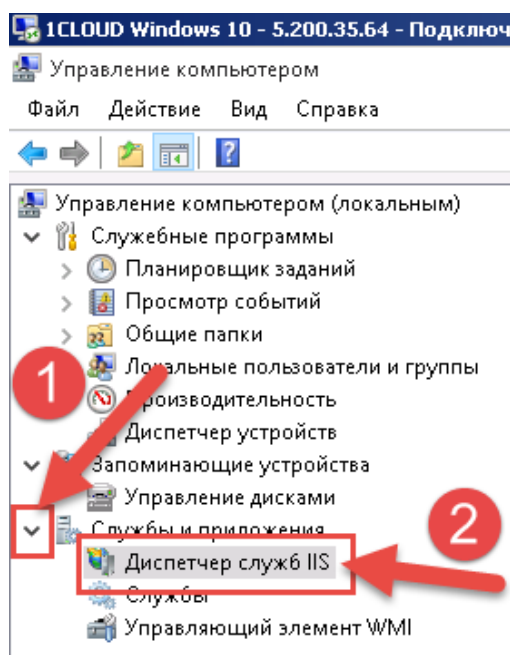 1CLOUD Windows 10 - 5.200.35.64 - Подключ
Управление компьютером
Файл Действие Вид Справка
Управление компьютером (локальным)
Служебные программы
Планировщик заданий
Просмотр событий
Общие папки
Локальные пользователи и группы
Производительность
Диспетчер устройств
Запоминающие устройства
Управление дисками
Службы и приложения
Диспетчер служб IIS
Службы
Управляющий элемент WMI
1
2